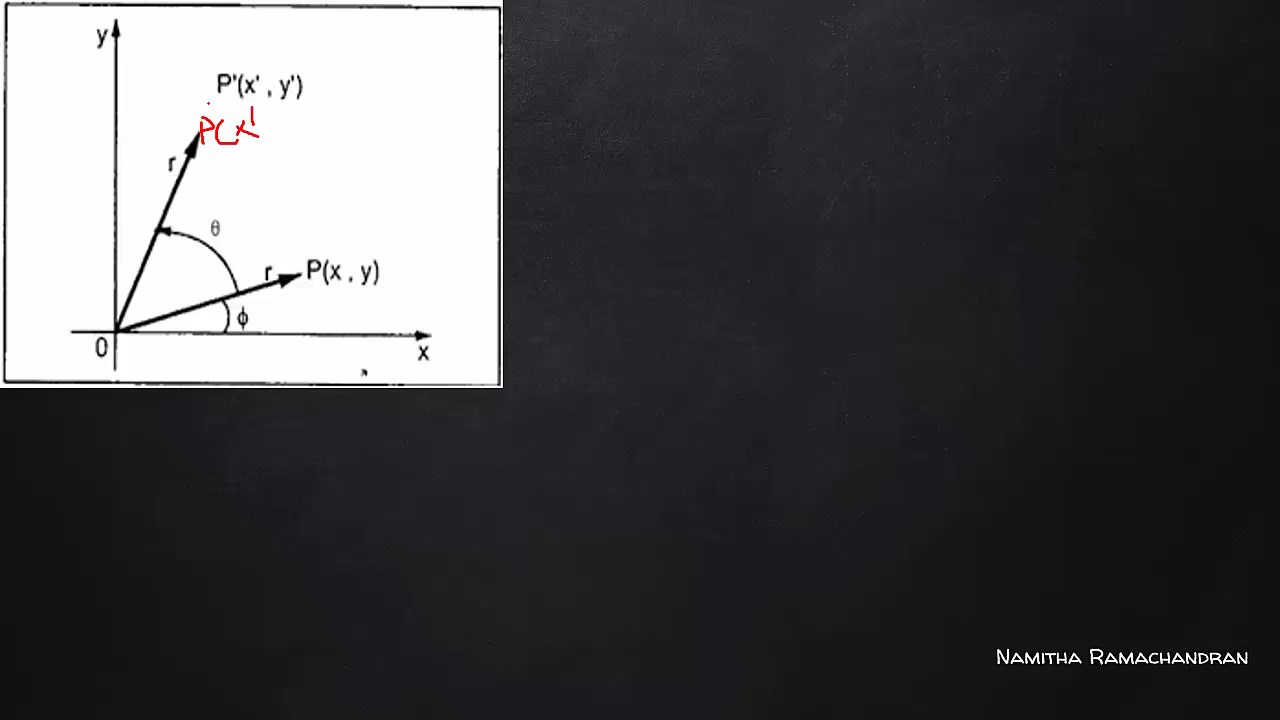 y
P'(x' , y')
P(x'
r
θ
r
P(x , y)
ϕ
0
x
Namitha Ramachandran